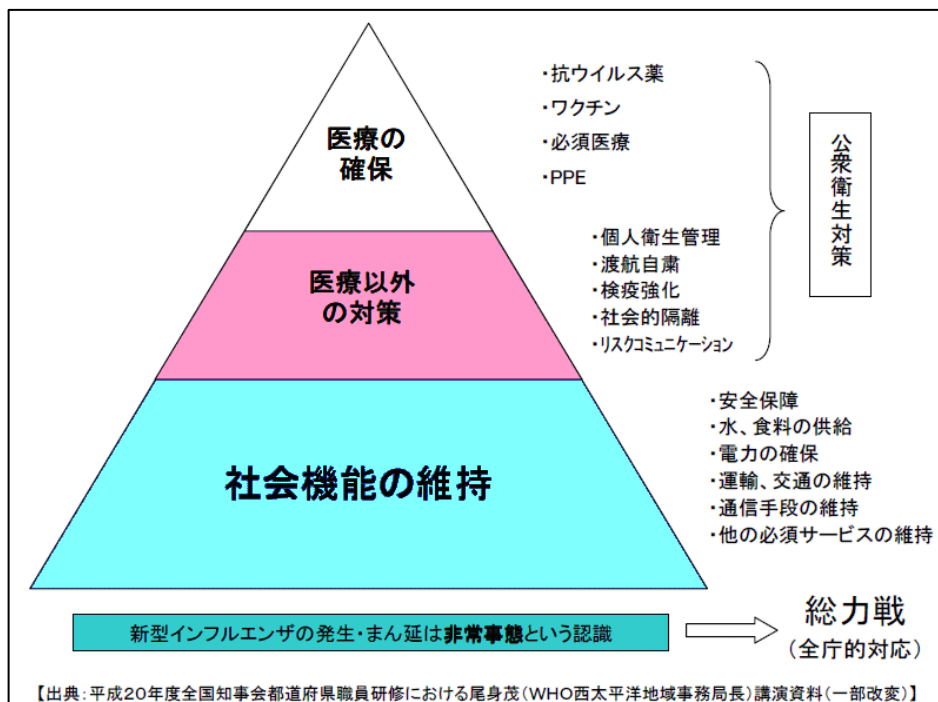 医療の
確保
・抗ウイルス薬
・ワクチン
・必須医療
・PPE
公衆衛生対策
医療以外
の対策
・個人衛生管理
・渡航自粛
・検疫強化
・社会的隔離
・リスクコミュニケーション
社会機能の維持
・安全保障
・水、食料の供給
・電力の確保
・運輸、交通の維持
・通信手段の維持
・他の必須サービスの維持
新型インフルエンザの発生・まん延は非常事態という認識
総力戦
(全庁的対応)
【出典:平成20年度全国知事会都道府県職員研修における尾身茂(WHO西太平洋地域事務局長)講演資料(一部改変)】